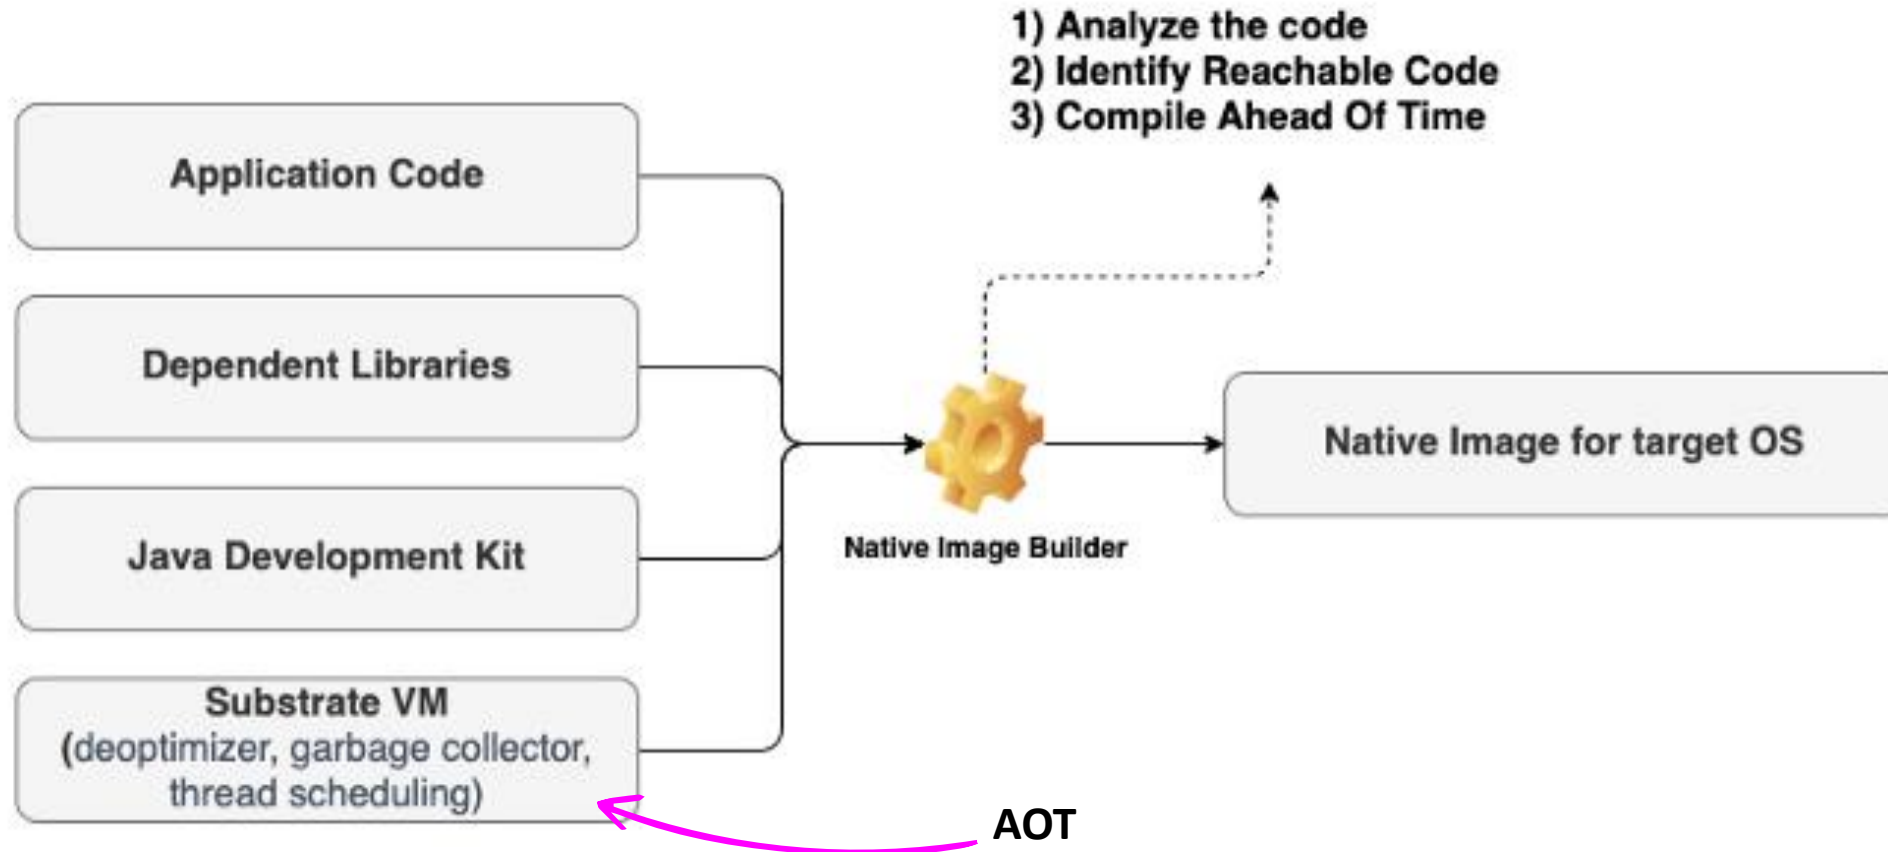 1) Analyze the code
2) Identify Reachable Code
3) Compile Ahead Of Time
Application Code
Dependent Libraries
Java Development Kit
Substrate VM
(deoptimizer, garbage collector,
thread scheduling)
Native Image Builder
Native Image for target OS
AOT